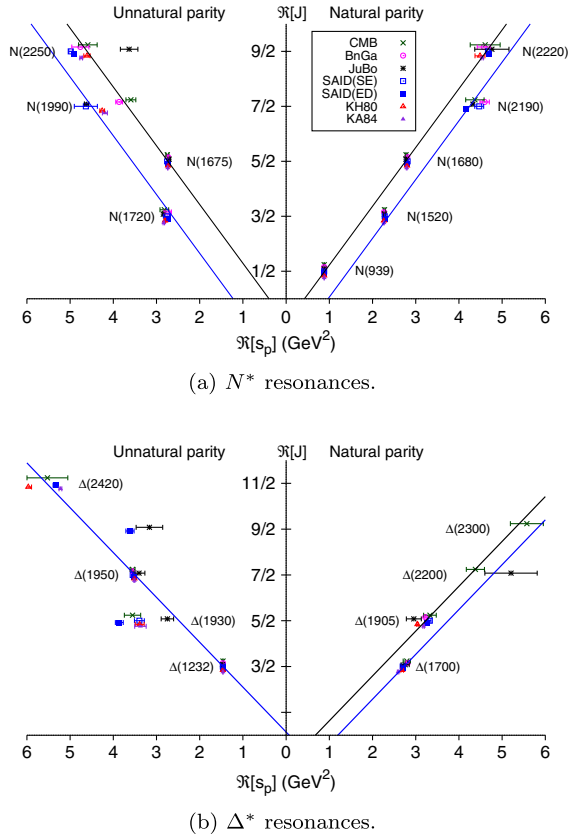 Unnatural parity ℜ[J] Natural parity
CMB
BnGa
JuBo
SAID(SE)
SAID(ED)
KH80
KA84
N(2250) 9/2 N(2220)
N(1990) 7/2 N(2190)
N(1675) 5/2 N(1680)
N(1720) 3/2 N(1520)
1/2 N(939)
6 5 4 3 2 1 0 1 2 3 4 5 6
ℜ[sₚ] (GeV²)
(a) N* resonances.
Unnatural parity ℜ[J] Natural parity
Δ(2420) 11/2
9/2 Δ(2300)
Δ(1950) 7/2 Δ(2200)
Δ(1930) 5/2 Δ(1905)
Δ(1232) 3/2 Δ(1700)
6 5 4 3 2 1 0 1 2 3 4 5 6
ℜ[sₚ] (GeV²)
(b) Δ* resonances.